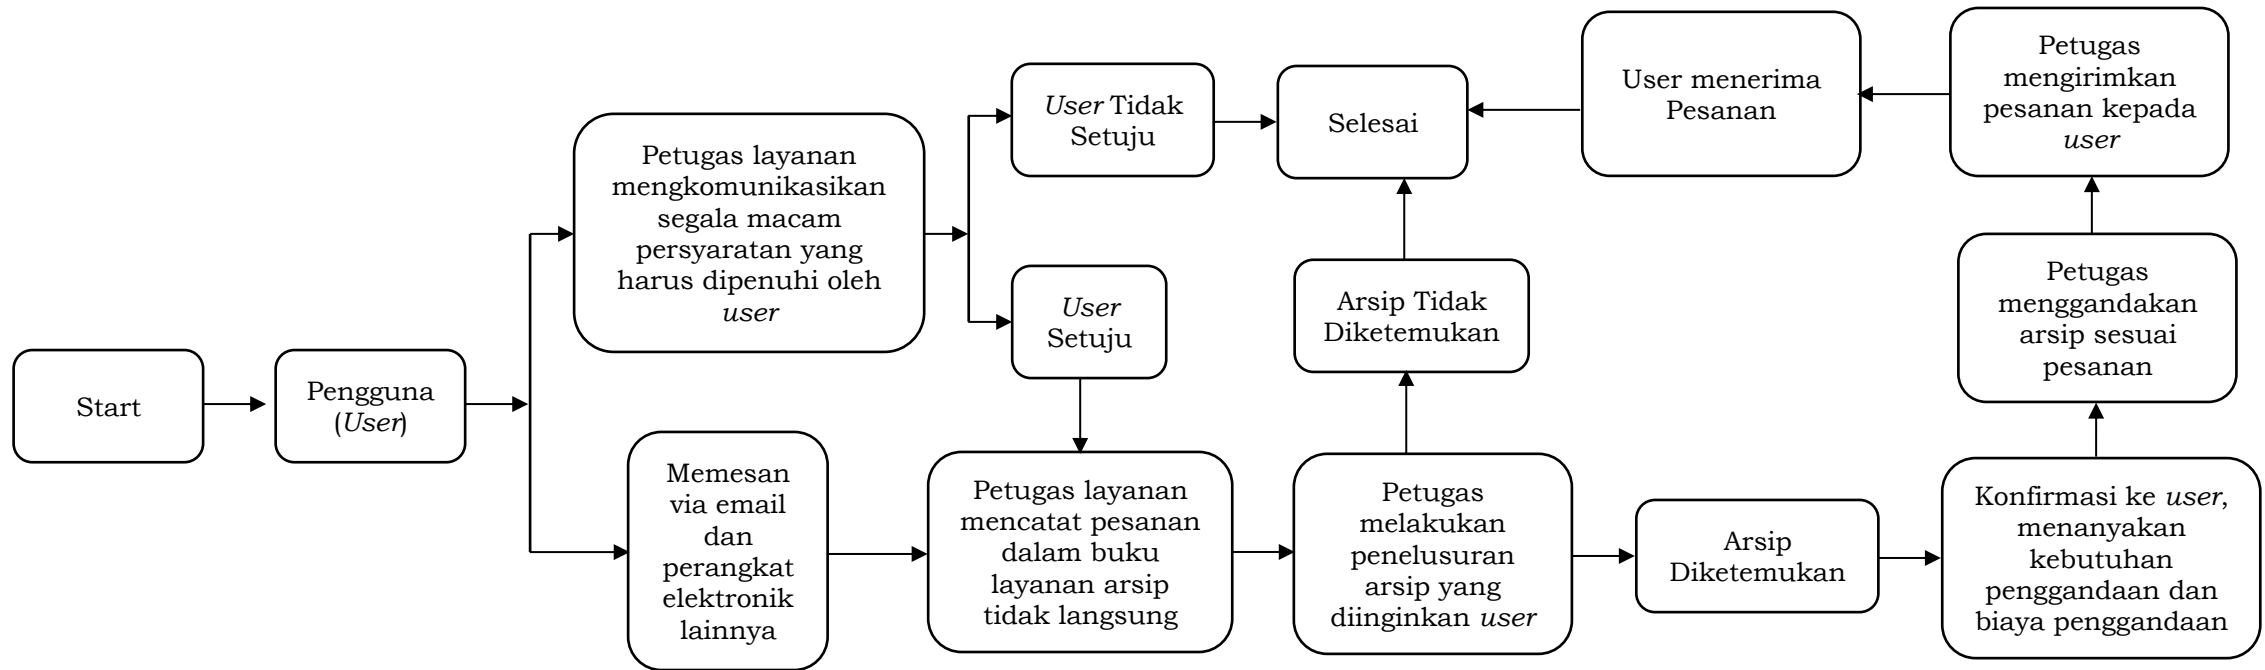 Start
Pengguna
(User)
Petugas layanan
mengkomunikasikan
segala macam
persyaratan yang
harus dipenuhi oleh
user
Memesan
via email
dan
perangkat
elektronik
lainnya
User Tidak
Setuju
User
Setuju
Petugas layanan
mencatat pesanan
dalam buku
layanan arsip
tidak langsung
Selesai
Arsip Tidak
Diketemukan
Petugas
melakukan
penelusuran
arsip yang
diinginkan user
Arsip
Diketemukan
Konfirmasi ke user,
menanyakan
kebutuhan
penggandaan dan
biaya penggandaan
Petugas
menggandakan
arsip sesuai
pesanan
Petugas
mengirimkan
pesanan kepada
user
User menerima
Pesanan